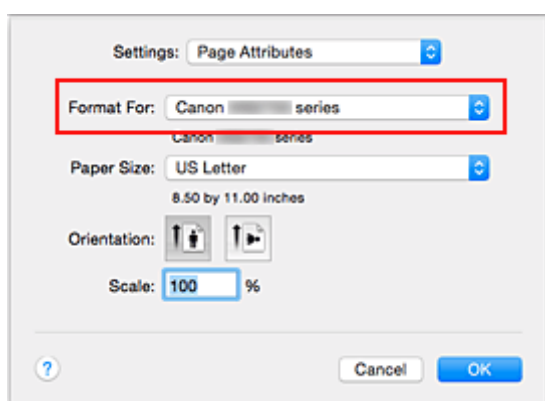 Settings: Page Attributes
Format For: Canon series
Canon series
Paper Size: US Letter
8.50 by 11.00 inches
Orientation:
Scale: 100 %
? Cancel OK